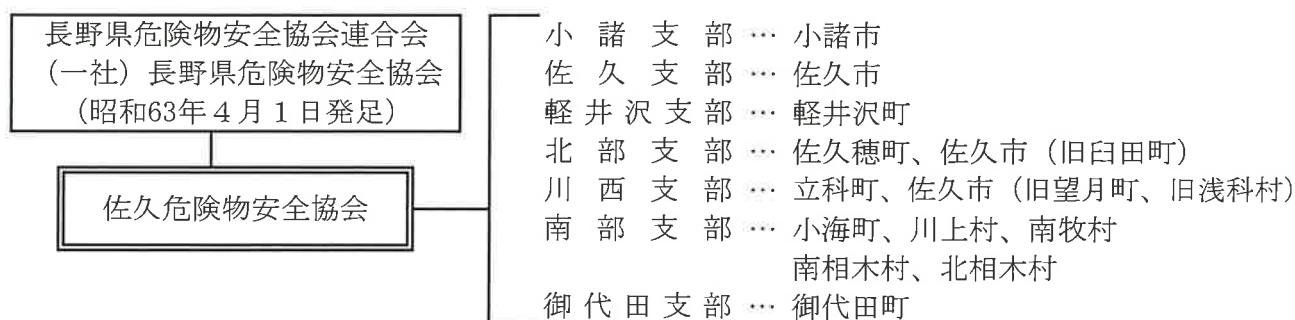 長野県危険物安全協会連合会
（一社）長野県危険物安全協会
（昭和63年４月１日発足）
佐久危険物安全協会
小諸支部 … 小諸市
佐久支部 … 佐久市
軽井沢支部 … 軽井沢町
北部支部 … 佐久穂町、佐久市（旧臼田町）
川西支部 … 立科町、佐久市（旧望月町、旧浅科村）
南部支部 … 小海町、川上村、南牧村
南相木村、北相木村
御代田支部 … 御代田町